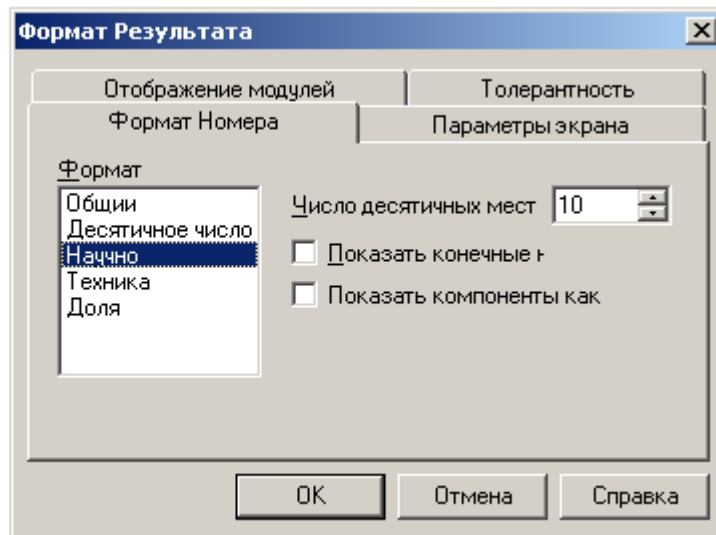 Формат Результата
Отображение модулей
Толерантность
Формат Номера
Параметры экрана
Формат
Общии
Десятичное число
Научно
Техника
Доля
Число десятичных мест 10
Показать конечные н
Показать компоненты как
OK
Отмена
Справка